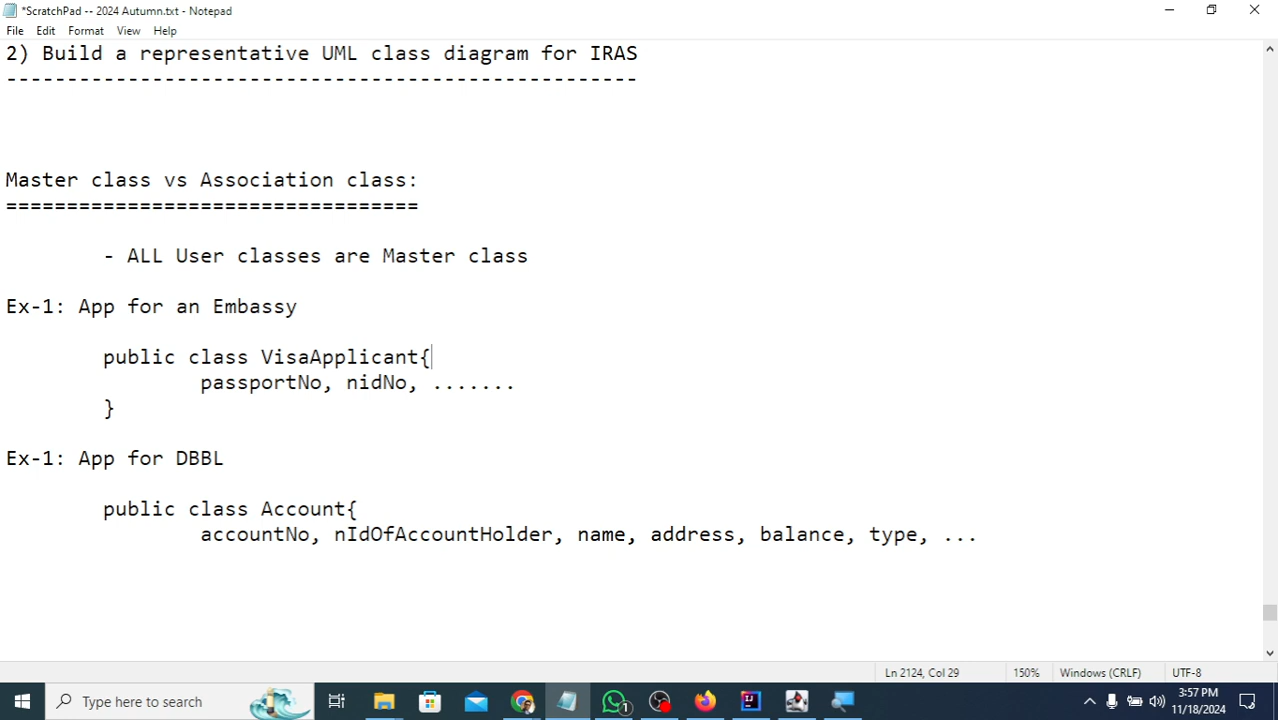 *ScratchPad -- 2024 Autumn.txt - Notepad
File Edit Format View Help
2) Build a representative UML class diagram for IRAS
----------------------------------------------------
Master class vs Association class:
==================================
- ALL User classes are Master class
Ex-1: App for an Embassy
public class VisaApplicant{
passportNo, nidNo, .......
}
Ex-1: App for DBBL
public class Account{
accountNo, nIdOfAccountHolder, name, address, balance, type, ...
Ln 2124, Col 29 150% Windows (CRLF) UTF-8
Type here to search
1
3:57 PM
11/18/2024